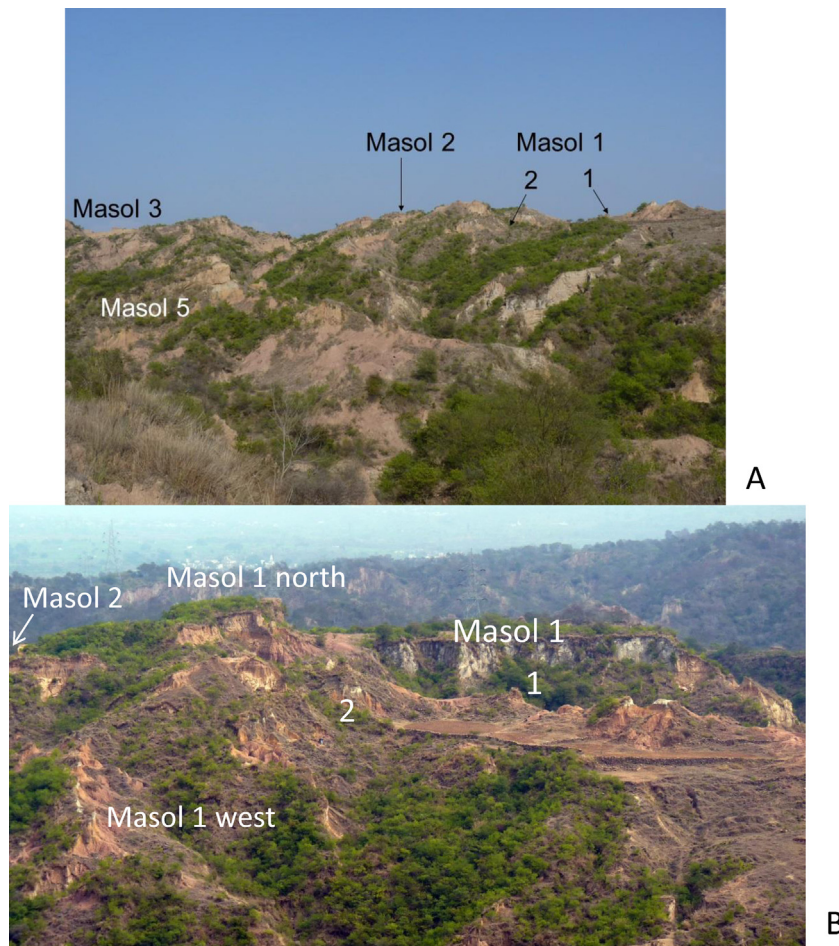 Masol 2
Masol 1
2
1
Masol 3
Masol 5
A
Masol 1 north
Masol 2
Masol 1
1
2
Masol 1 west
B